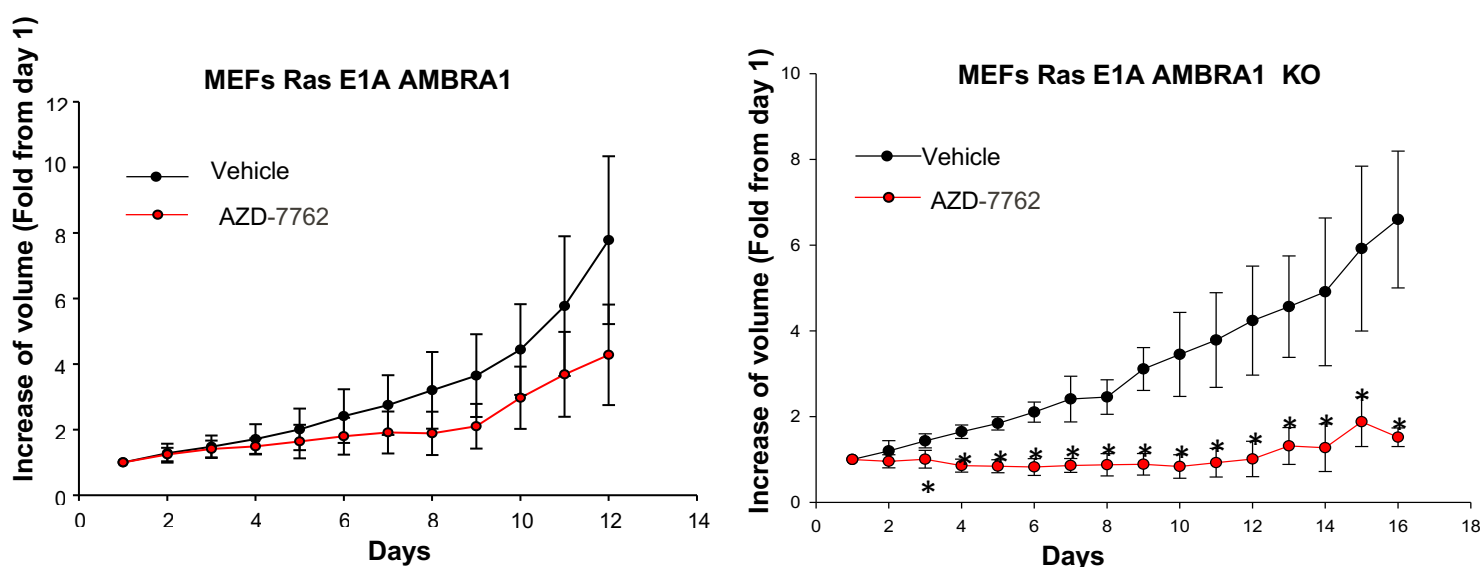 MEFs Ras E1A AMBRA1
Increase of volume (Fold from day 1)
12
10
8
6
4
2
0
Vehicle
AZD-7762
0 2 4 6 8 10 12 14
Days
MEFs Ras E1A AMBRA1 KO
Increase of volume (Fold from day 1)
10
8
6
4
2
0
Vehicle
AZD-7762
* * * * * * * * * * * * * *
0 2 4 6 8 10 12 14 16 18
Days